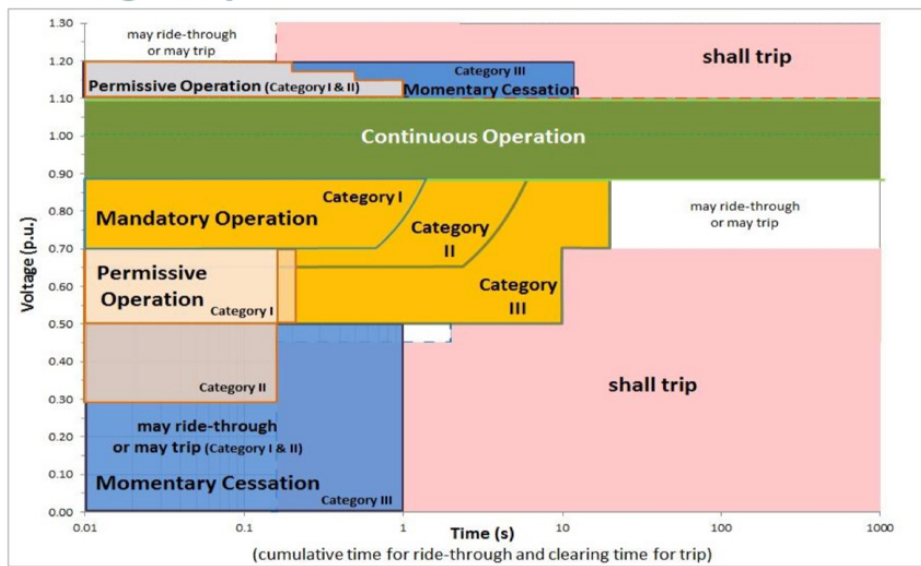 1.30
1.20
1.10
1.00
0.90
0.80
0.70
0.60
0.50
0.40
0.30
0.20
0.10
0.00
Voltage (p.u.)
may ride-through
or may trip
shall trip
Category III
Momentary Cessation
Permissive Operation (Category I & II)
Continuous Operation
Category I
Mandatory Operation
Category
II
may ride-through
or may trip
Permissive
Operation
Category I
Category
III
Category II
shall trip
may ride-through
or may trip (Category I & II)
Momentary Cessation
Category III
0.01
0.1
1
10
100
1000
Time (s)
(cumulative time for ride-through and clearing time for trip)